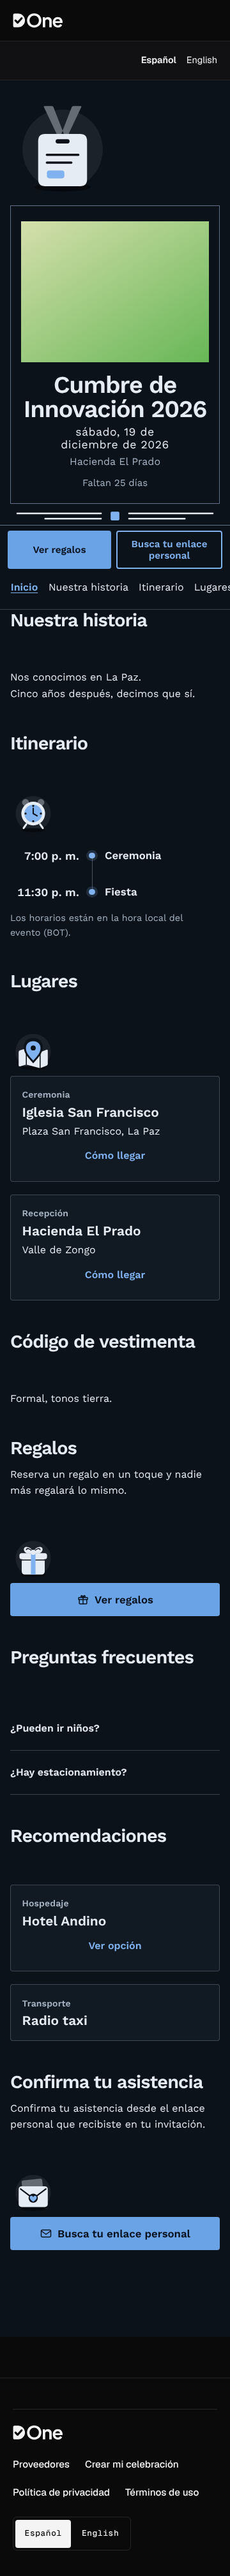 One
Español English
Cumbre de
Innovación 2026
sábado, 19 de
diciembre de 2026
Hacienda El Prado
Faltan 25 días
Ver regalos
Busca tu enlace
personal
Inicio Nuestra historia Itinerario Lugares
Nuestra historia
Nos conocimos en La Paz.
Cinco años después, decimos que sí.
Itinerario
7:00 p. m. Ceremonia
11:30 p. m. Fiesta
Los horarios están en la hora local del
evento (BOT).
Lugares
Ceremonia
Iglesia San Francisco
Plaza San Francisco, La Paz
Cómo llegar
Recepción
Hacienda El Prado
Valle de Zongo
Cómo llegar
Código de vestimenta
Formal, tonos tierra.
Regalos
Reserva un regalo en un toque y nadie
más regalará lo mismo.
Ver regalos
Preguntas frecuentes
¿Pueden ir niños?
¿Hay estacionamiento?
Recomendaciones
Hospedaje
Hotel Andino
Ver opción
Transporte
Radio taxi
Confirma tu asistencia
Confirma tu asistencia desde el enlace
personal que recibiste en tu invitación.
Busca tu enlace personal
One
Proveedores Crear mi celebración
Política de privacidad Términos de uso
Español English